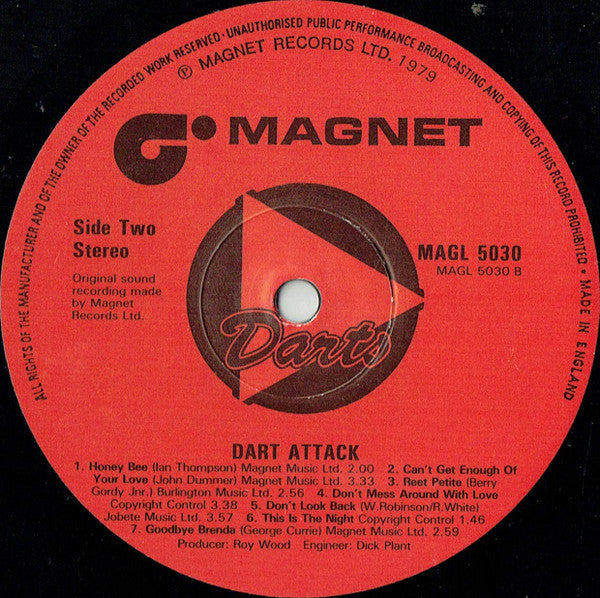 ALL RIGHTS OF THE MANUFACTURER AND OF THE OWNER OF THE RECORDED WORK RESERVED · UNAUTHORISED PUBLIC PERFORMANCE BROADCASTING AND COPYING OF THIS RECORD PROHIBITED • MADE IN ENGLAND
℗ MAGNET RECORDS LTD. 1979
MAGNET
Side Two
Stereo
MAGL 5030
MAGL 5030 B
Original sound
recording made
by Magnet
Records Ltd.
Darts
DART ATTACK
1. Honey Bee (Ian Thompson) Magnet Music Ltd. 2.00 2. Can't Get Enough Of
Your Love (John Dummer) Magnet Music Ltd. 3.33 3. Reet Petite (Berry
Gordy Jnr.) Burlington Music Ltd. 2.56 4. Don't Mess Around With Love
Copyright Control 3.38 5. Don't Look Back (W.Robinson/R.White)
Jobete Music Ltd. 3.57 6. This Is The Night Copyright Control 1.46
7. Goodbye Brenda (George Currie) Magnet Music Ltd. 2.59
Producer: Roy Wood Engineer: Dick Plant